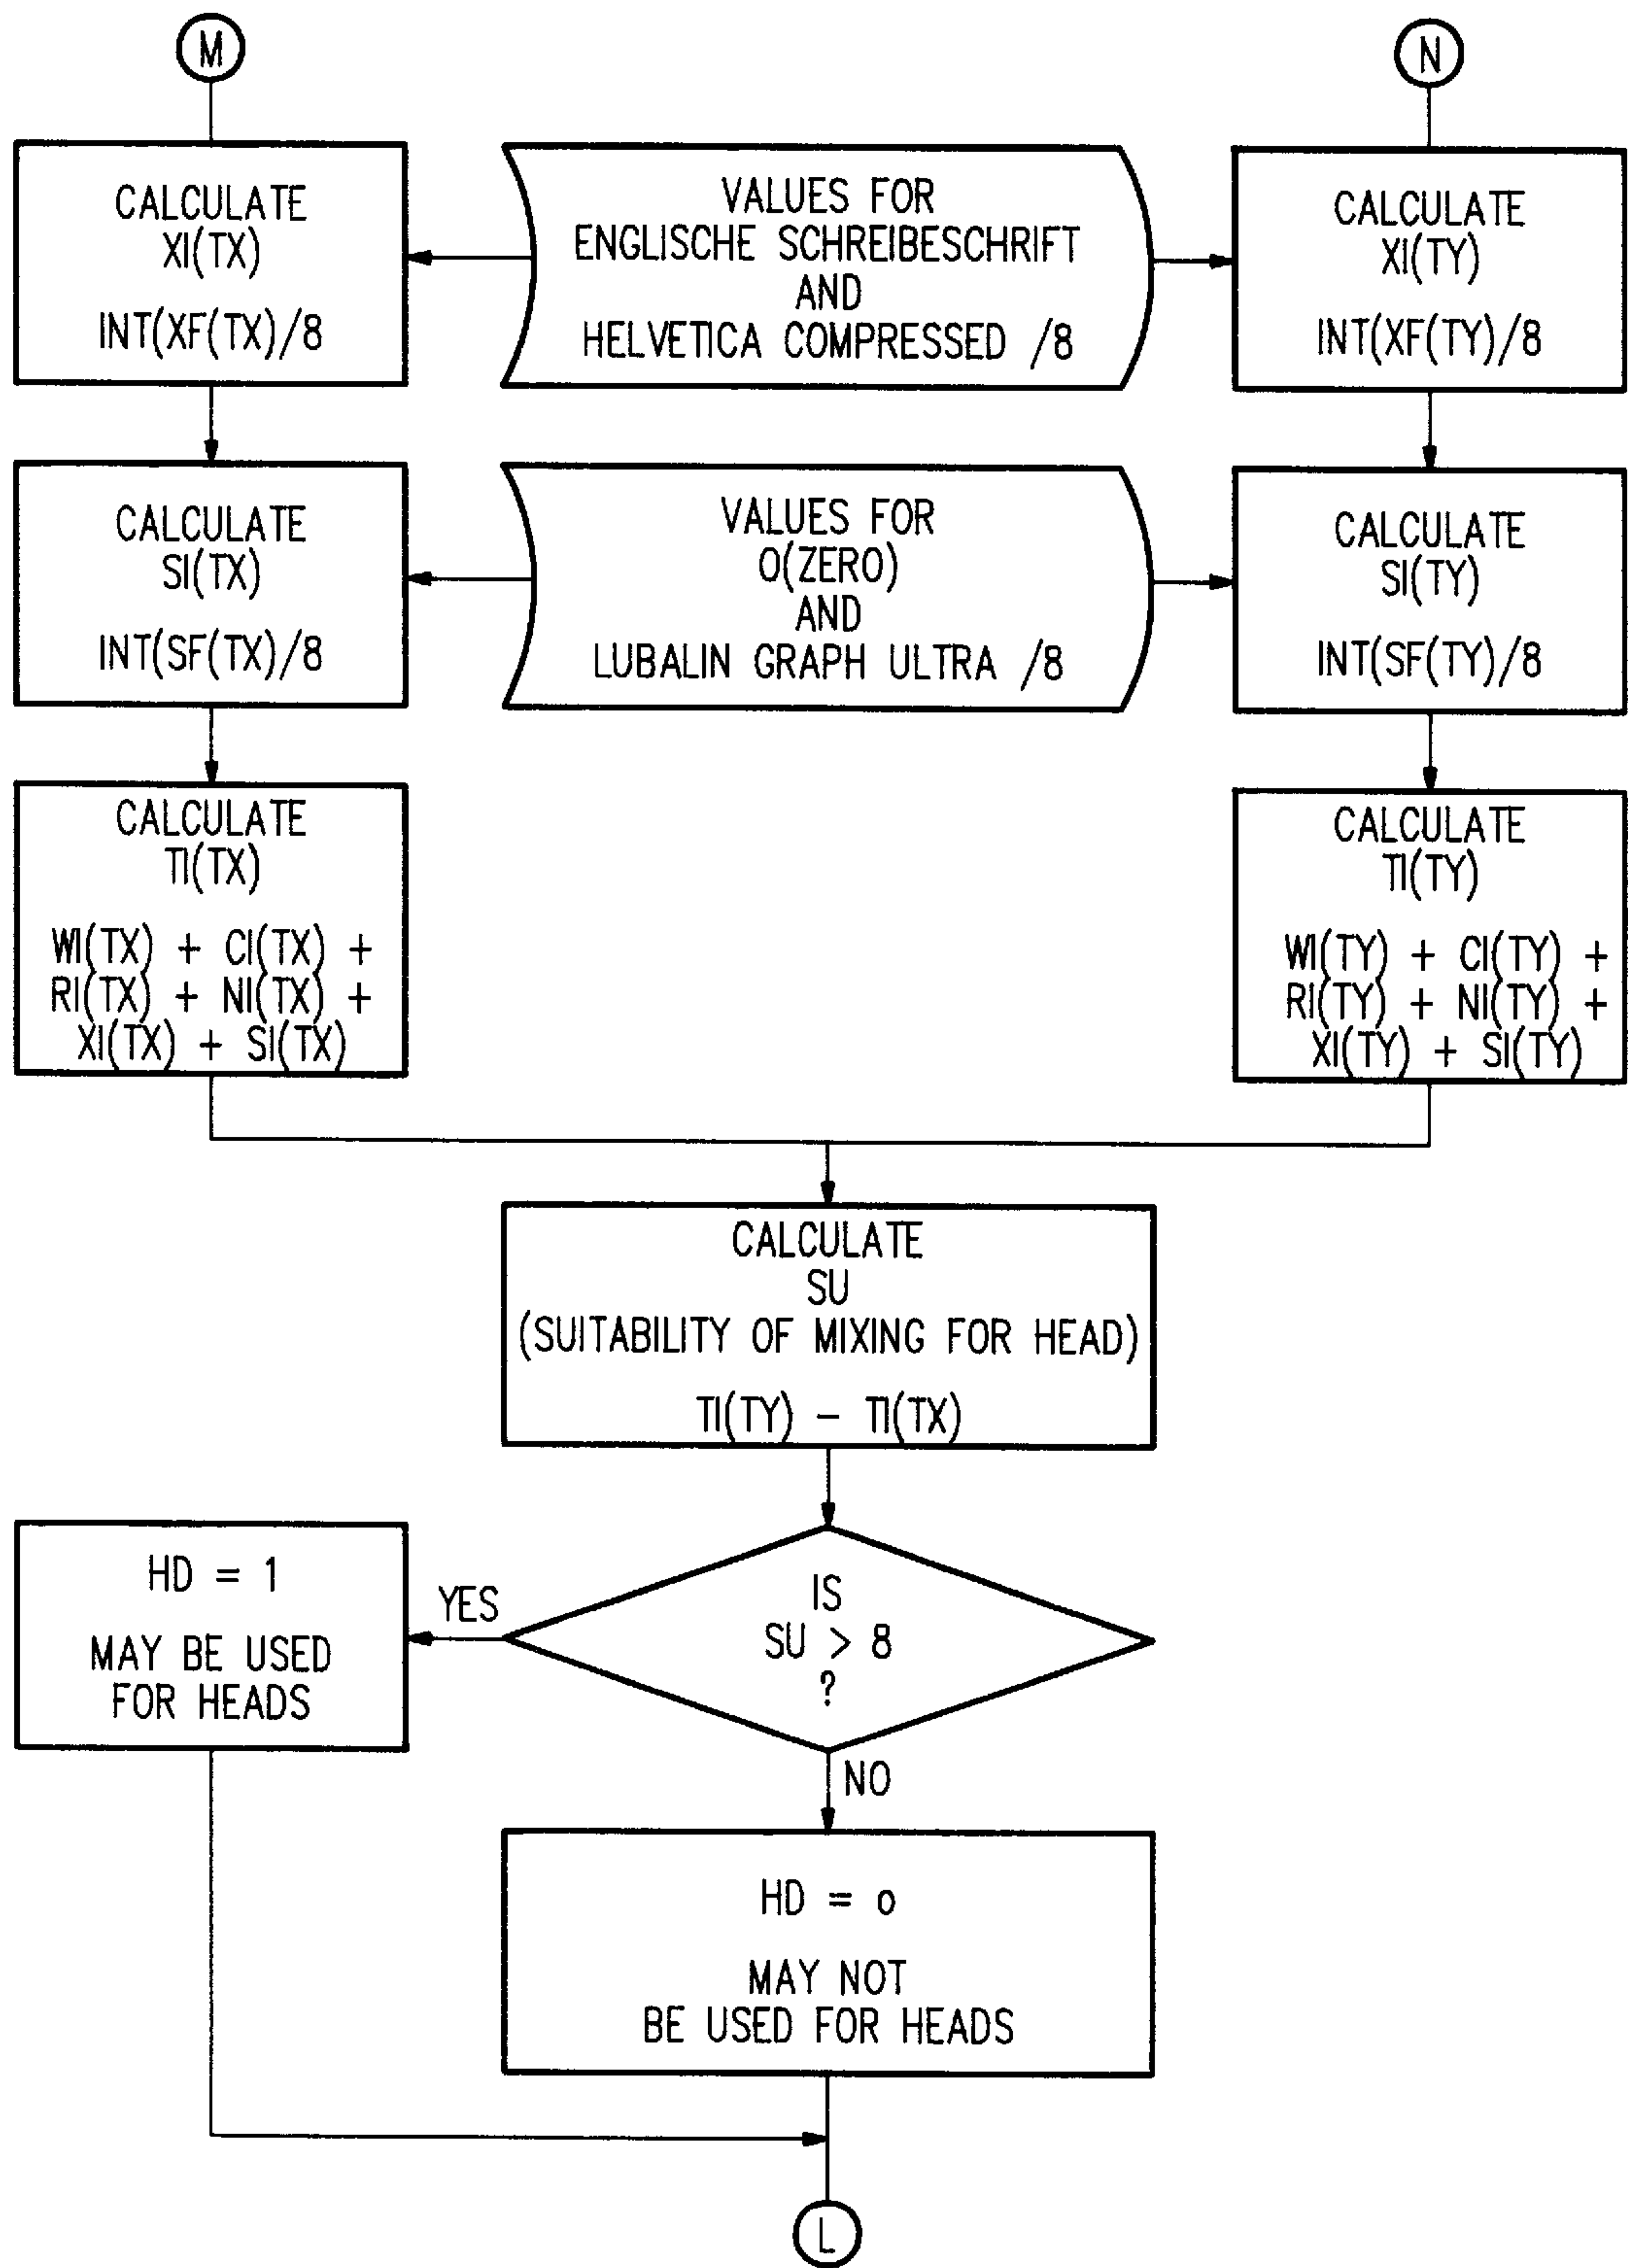 M
N
CALCULATE
XI(TX)
INT(XF(TX)/8
VALUES FOR
ENGLISCHE SCHREIBESCHRIFT
AND
HELVETICA COMPRESSED /8
CALCULATE
XI(TY)
INT(XF(TY)/8
CALCULATE
SI(TX)
INT(SF(TX)/8
VALUES FOR
O(ZERO)
AND
LUBALIN GRAPH ULTRA /8
CALCULATE
SI(TY)
INT(SF(TY)/8
CALCULATE
TI(TX)
WI(TX) + CI(TX) +
RI(TX) + NI(TX) +
XI(TX) + SI(TX)
CALCULATE
TI(TY)
WI(TY) + CI(TY) +
RI(TY) + NI(TY) +
XI(TY) + SI(TY)
CALCULATE
SU
(SUITABILITY OF MIXING FOR HEAD)
TI(TY) – TI(TX)
IS
SU > 8
?
YES
HD = 1
MAY BE USED
FOR HEADS
NO
HD = o
MAY NOT
BE USED FOR HEADS
L